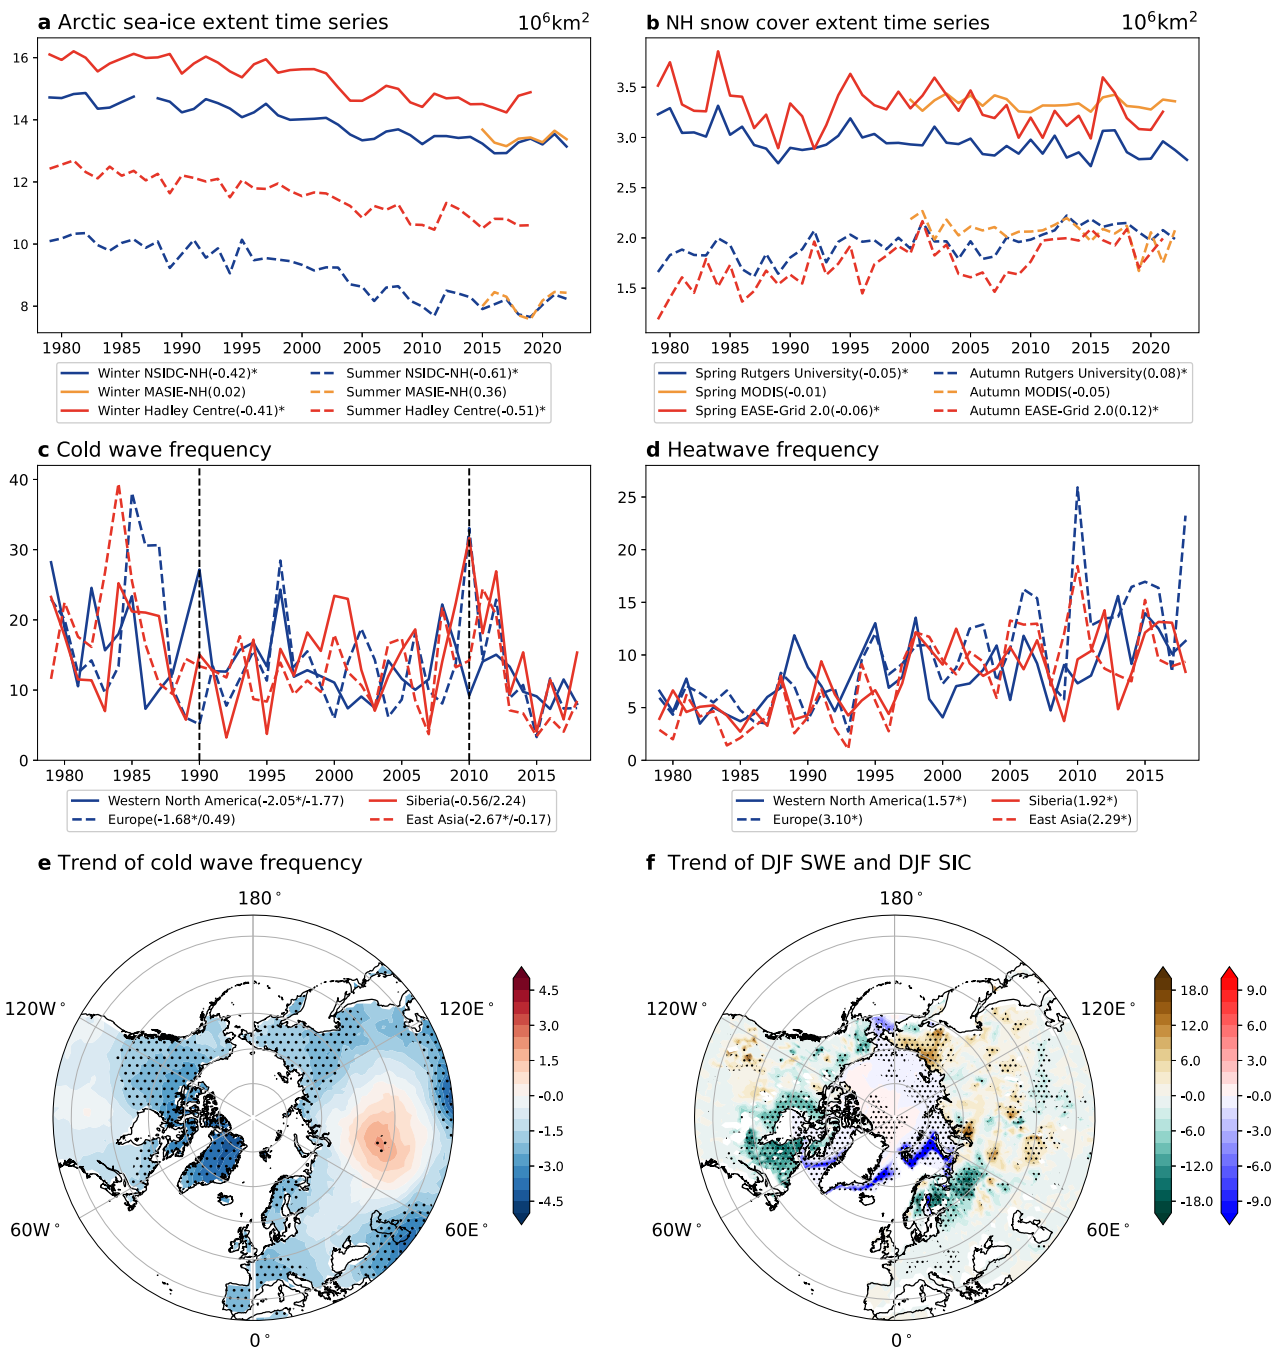 a Arctic sea-ice extent time series 10⁶km²
b NH snow cover extent time series 10⁶km²
16
14
12
10
8
1980 1985 1990 1995 2000 2005 2010 2015 2020
3.5
3.0
2.5
2.0
1.5
1980 1985 1990 1995 2000 2005 2010 2015 2020
Winter NSIDC-NH(-0.42)* Summer NSIDC-NH(-0.61)*
Winter MASIE-NH(0.02) Summer MASIE-NH(0.36)
Winter Hadley Centre(-0.41)* Summer Hadley Centre(-0.51)*
Spring Rutgers University(-0.05)* Autumn Rutgers University(0.08)*
Spring MODIS(-0.01) Autumn MODIS(-0.05)
Spring EASE-Grid 2.0(-0.06)* Autumn EASE-Grid 2.0(0.12)*
c Cold wave frequency
d Heatwave frequency
40
30
20
10
0
1980 1985 1990 1995 2000 2005 2010 2015
25
20
15
10
5
0
1980 1985 1990 1995 2000 2005 2010 2015
Western North America(-2.05*/-1.77) Siberia(-0.56/2.24)
Europe(-1.68*/0.49) East Asia(-2.67*/-0.17)
Western North America(1.57*) Siberia(1.92*)
Europe(3.10*) East Asia(2.29*)
e Trend of cold wave frequency
f Trend of DJF SWE and DJF SIC
180°
120W° 120E°
60W° 60E°
0°
4.5
3.0
1.5
-0.0
-1.5
-3.0
-4.5
180°
120W° 120E°
60W° 60E°
0°
18.0 9.0
12.0 6.0
6.0 3.0
-0.0 -0.0
-6.0 -3.0
-12.0 -6.0
-18.0 -9.0